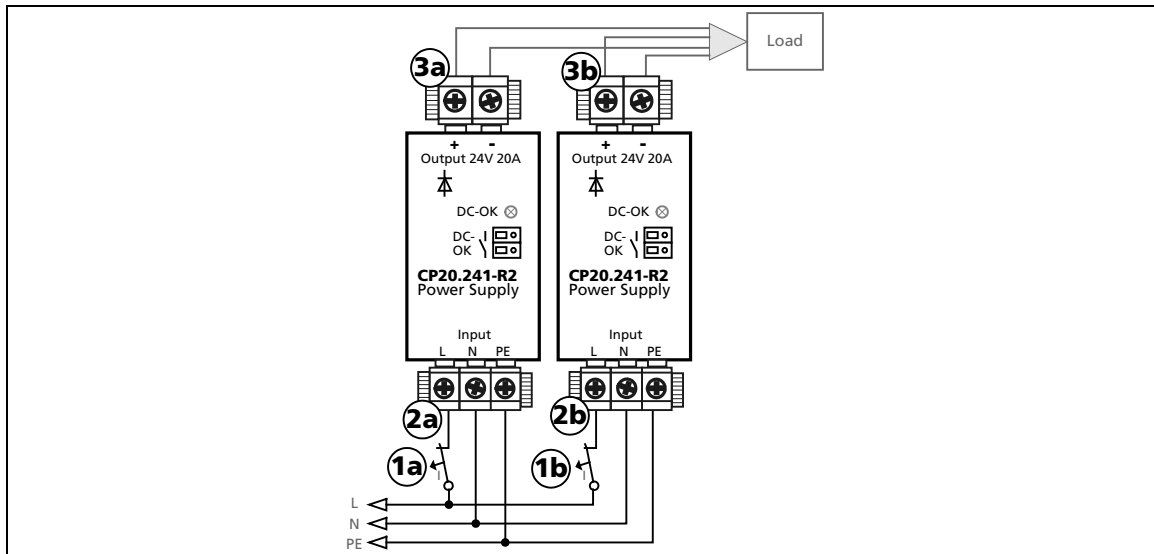 Load
3a
3b
+ -
Output 24V 20A
DC-OK
DC-
OK
CP20.241-R2
Power Supply
Input
L N PE
+ -
Output 24V 20A
DC-OK
DC-
OK
CP20.241-R2
Power Supply
Input
L N PE
2a
2b
1a
I
1b
I
L
N
PE